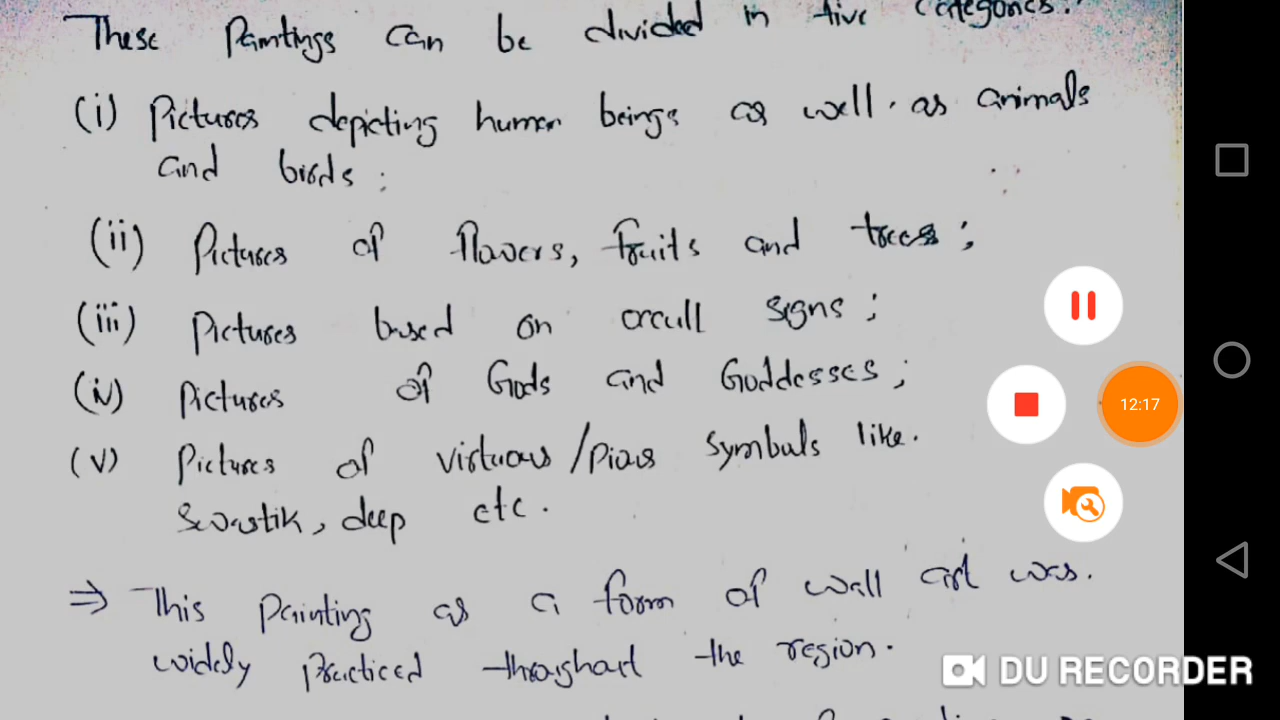 These Paintings can be divided in five categories.
(i) Pictures depicting human beings as well as animals
and birds;
(ii) Pictures of flowers, fruits and trees;
(iii) Pictures based on occult signs;
(iv) Pictures of Gods and Goddesses;
(v) Pictures of virtuous/pious symbols like.
Swastik, deep etc.
⇒ This Painting as a form of wall art was.
widely practiced throughout the region.
12:17
DU RECORDER